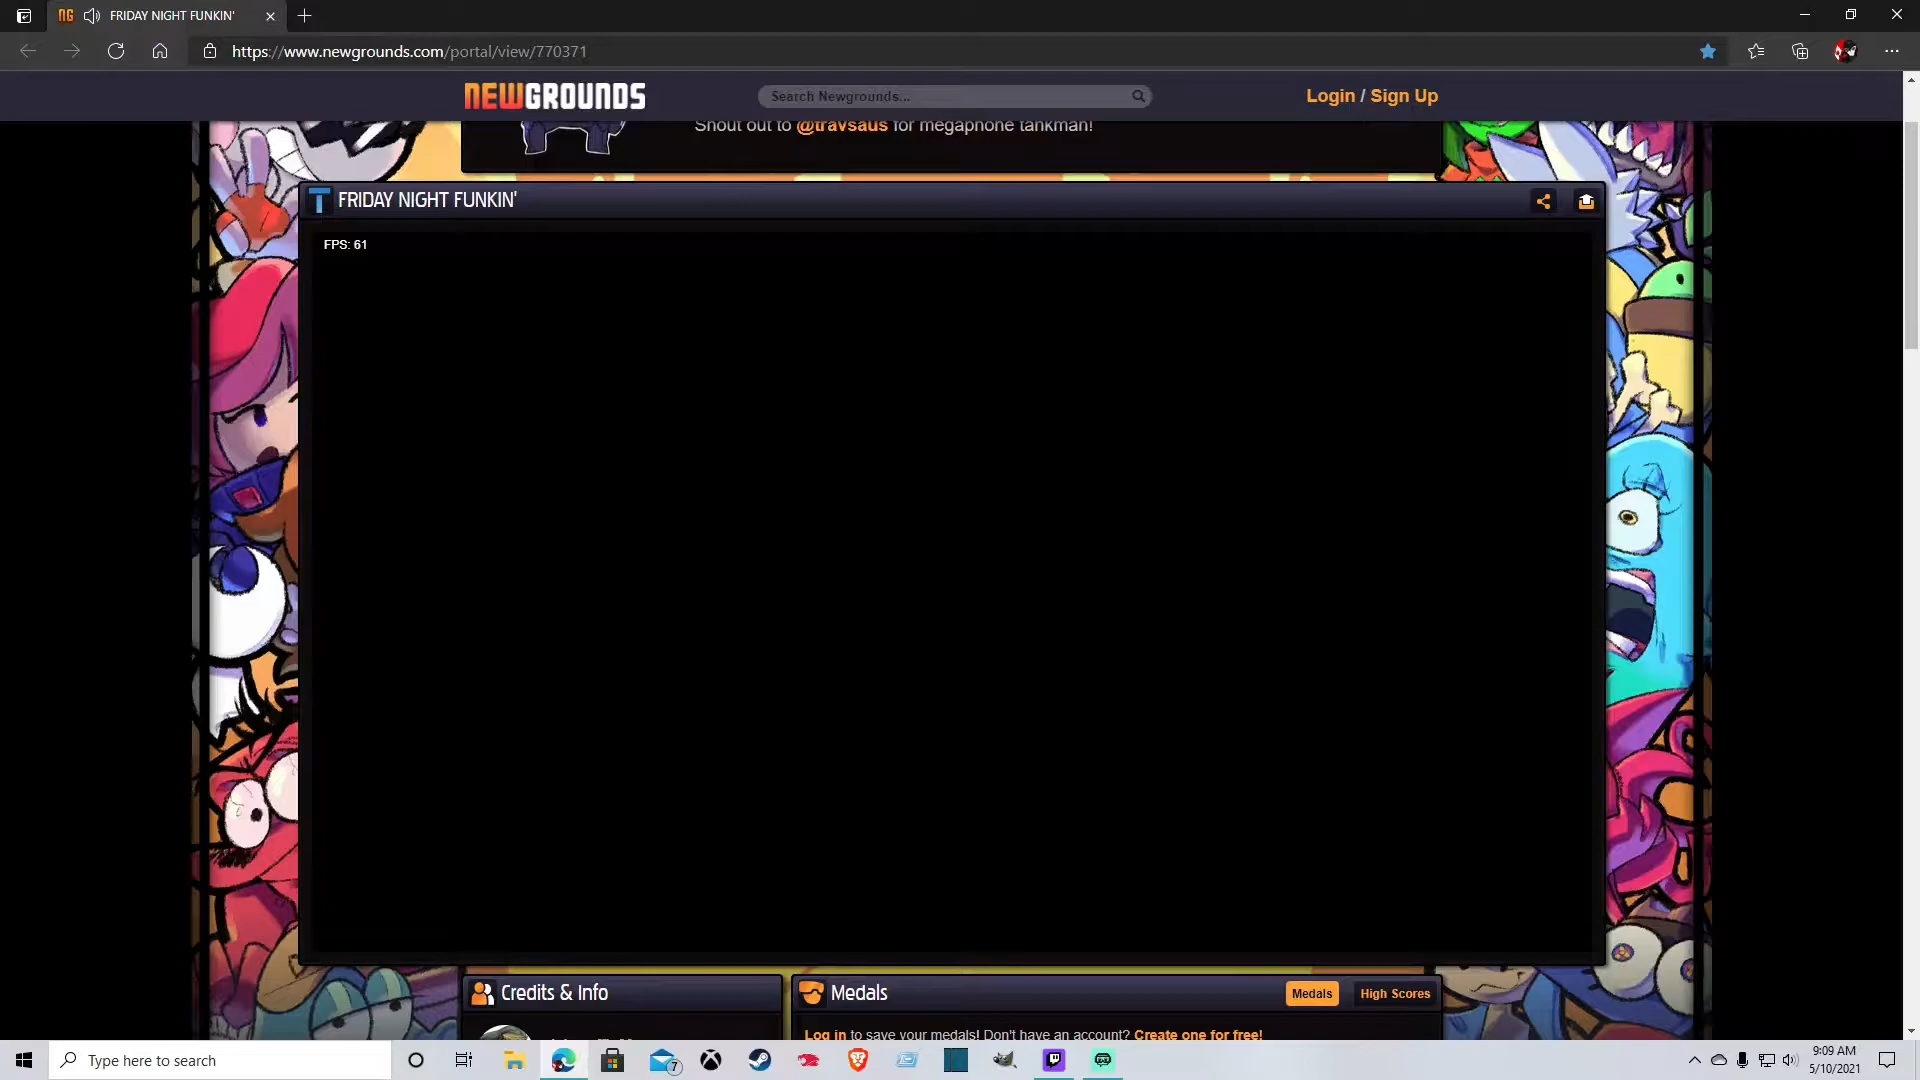 NG FRIDAY NIGHT FUNKIN'
https://www.newgrounds.com/portal/view/770371
NEWGROUNDS
Search Newgrounds...
Login / Sign Up
Shout out to @travsaus for megaphone tankman!
T FRIDAY NIGHT FUNKIN'
FPS: 61
Credits & Info
Medals
Medals
High Scores
Log in to save your medals! Don't have an account? Create one for free!
Type here to search
7
9:09 AM
5/10/2021